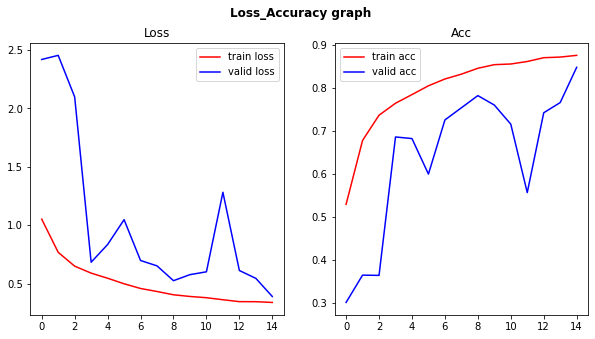 Loss_Accuracy graph
Loss
train loss
valid loss
2.5
2.0
1.5
1.0
0.5
0 2 4 6 8 10 12 14
Acc
train acc
valid acc
0.9
0.8
0.7
0.6
0.5
0.4
0.3
0 2 4 6 8 10 12 14